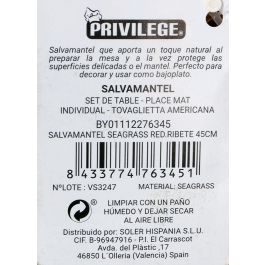 PRIVILEGE®
Salvamantel que aporta un toque natural al
preparar la mesa y a la vez protege las
superficies delicadas o el mantel. Perfecto para
decorar y usar como bajoplato.
SALVAMANTEL
SET DE TABLE - PLACE MAT
INDIVIDUAL - TOVAGLIETTA AMERICANA
BY01112276345
SALVAMANTEL SEAGRASS RED.RIBETE 45CM
8 433774 763451
N°LOTE : VS3247 MATERIAL: SEAGRASS
LIMPIAR CON UN PAÑO
HÚMEDO Y DEJAR SECAR
AL AIRE LIBRE
Distribuido por: SOLER HISPANIA S.L.U.
CIF. B-96947916 - P.I. El Carrascot
Avda. del Plàstic,17
46850 L'Olleria (Valencia) Spain